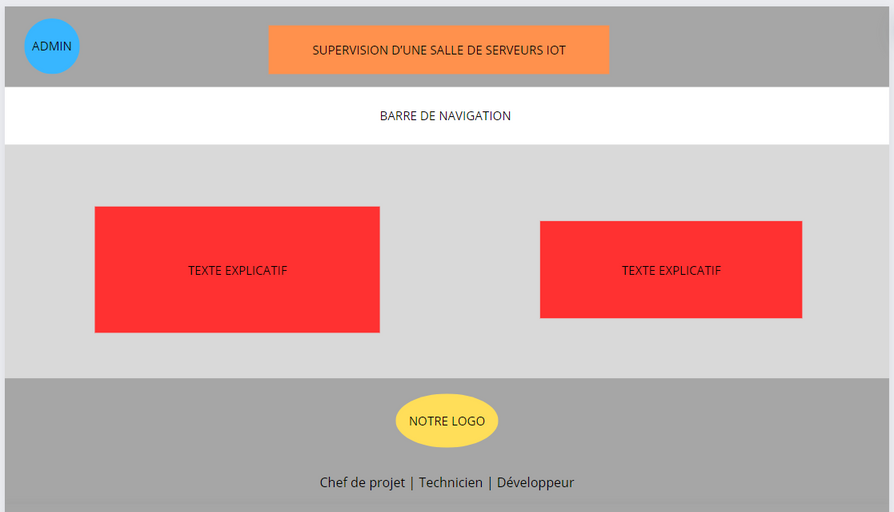 ADMIN
SUPERVISION D'UNE SALLE DE SERVEURS IOT
BARRE DE NAVIGATION
TEXTE EXPLICATIF
TEXTE EXPLICATIF
NOTRE LOGO
Chef de projet | Technicien | Développeur